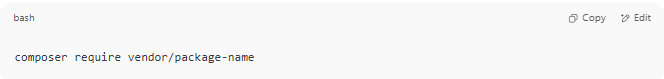 bash
Copy
Edit
composer require vendor/package-name